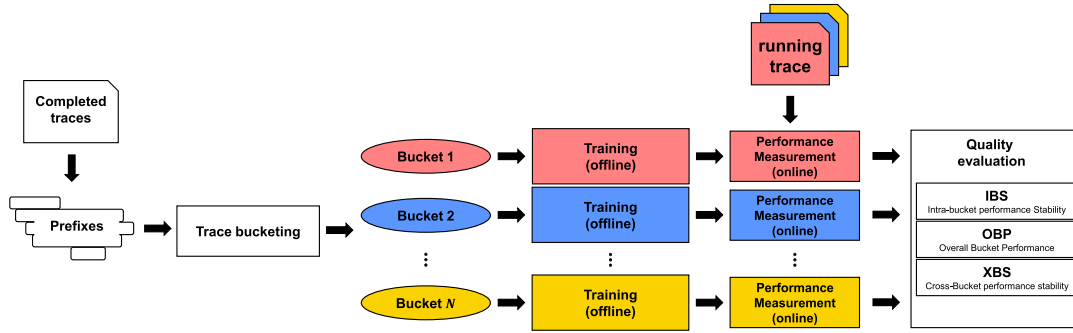 running
trace
Completed
traces
Prefixes
Trace bucketing
Bucket 1
Training
(offline)
Performance
Measurement
(online)
Bucket 2
Training
(offline)
Performance
Measurement
(online)
Bucket N
Training
(offline)
Performance
Measurement
(online)
Quality
evaluation
IBS
Intra-bucket performance Stability
OBP
Overall Bucket Performance
XBS
Cross-Bucket performance stability